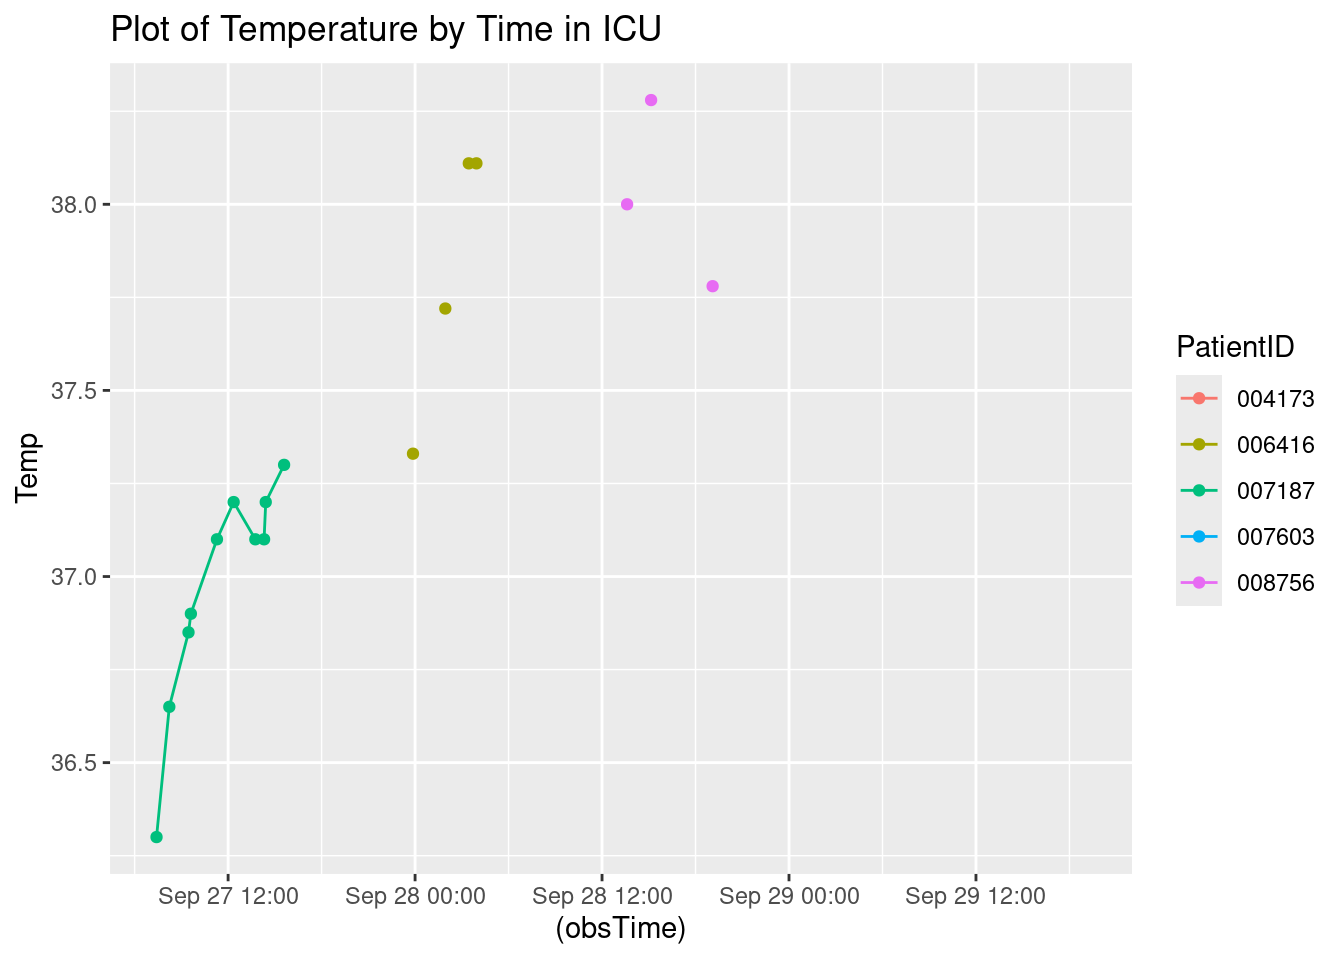 Plot of Temperature by Time in ICU
38.0
37.5
37.0
36.5
Temp
Sep 27 12:00 Sep 28 00:00 Sep 28 12:00 Sep 29 00:00 Sep 29 12:00
(obsTime)
PatientID
004173
006416
007187
007603
008756